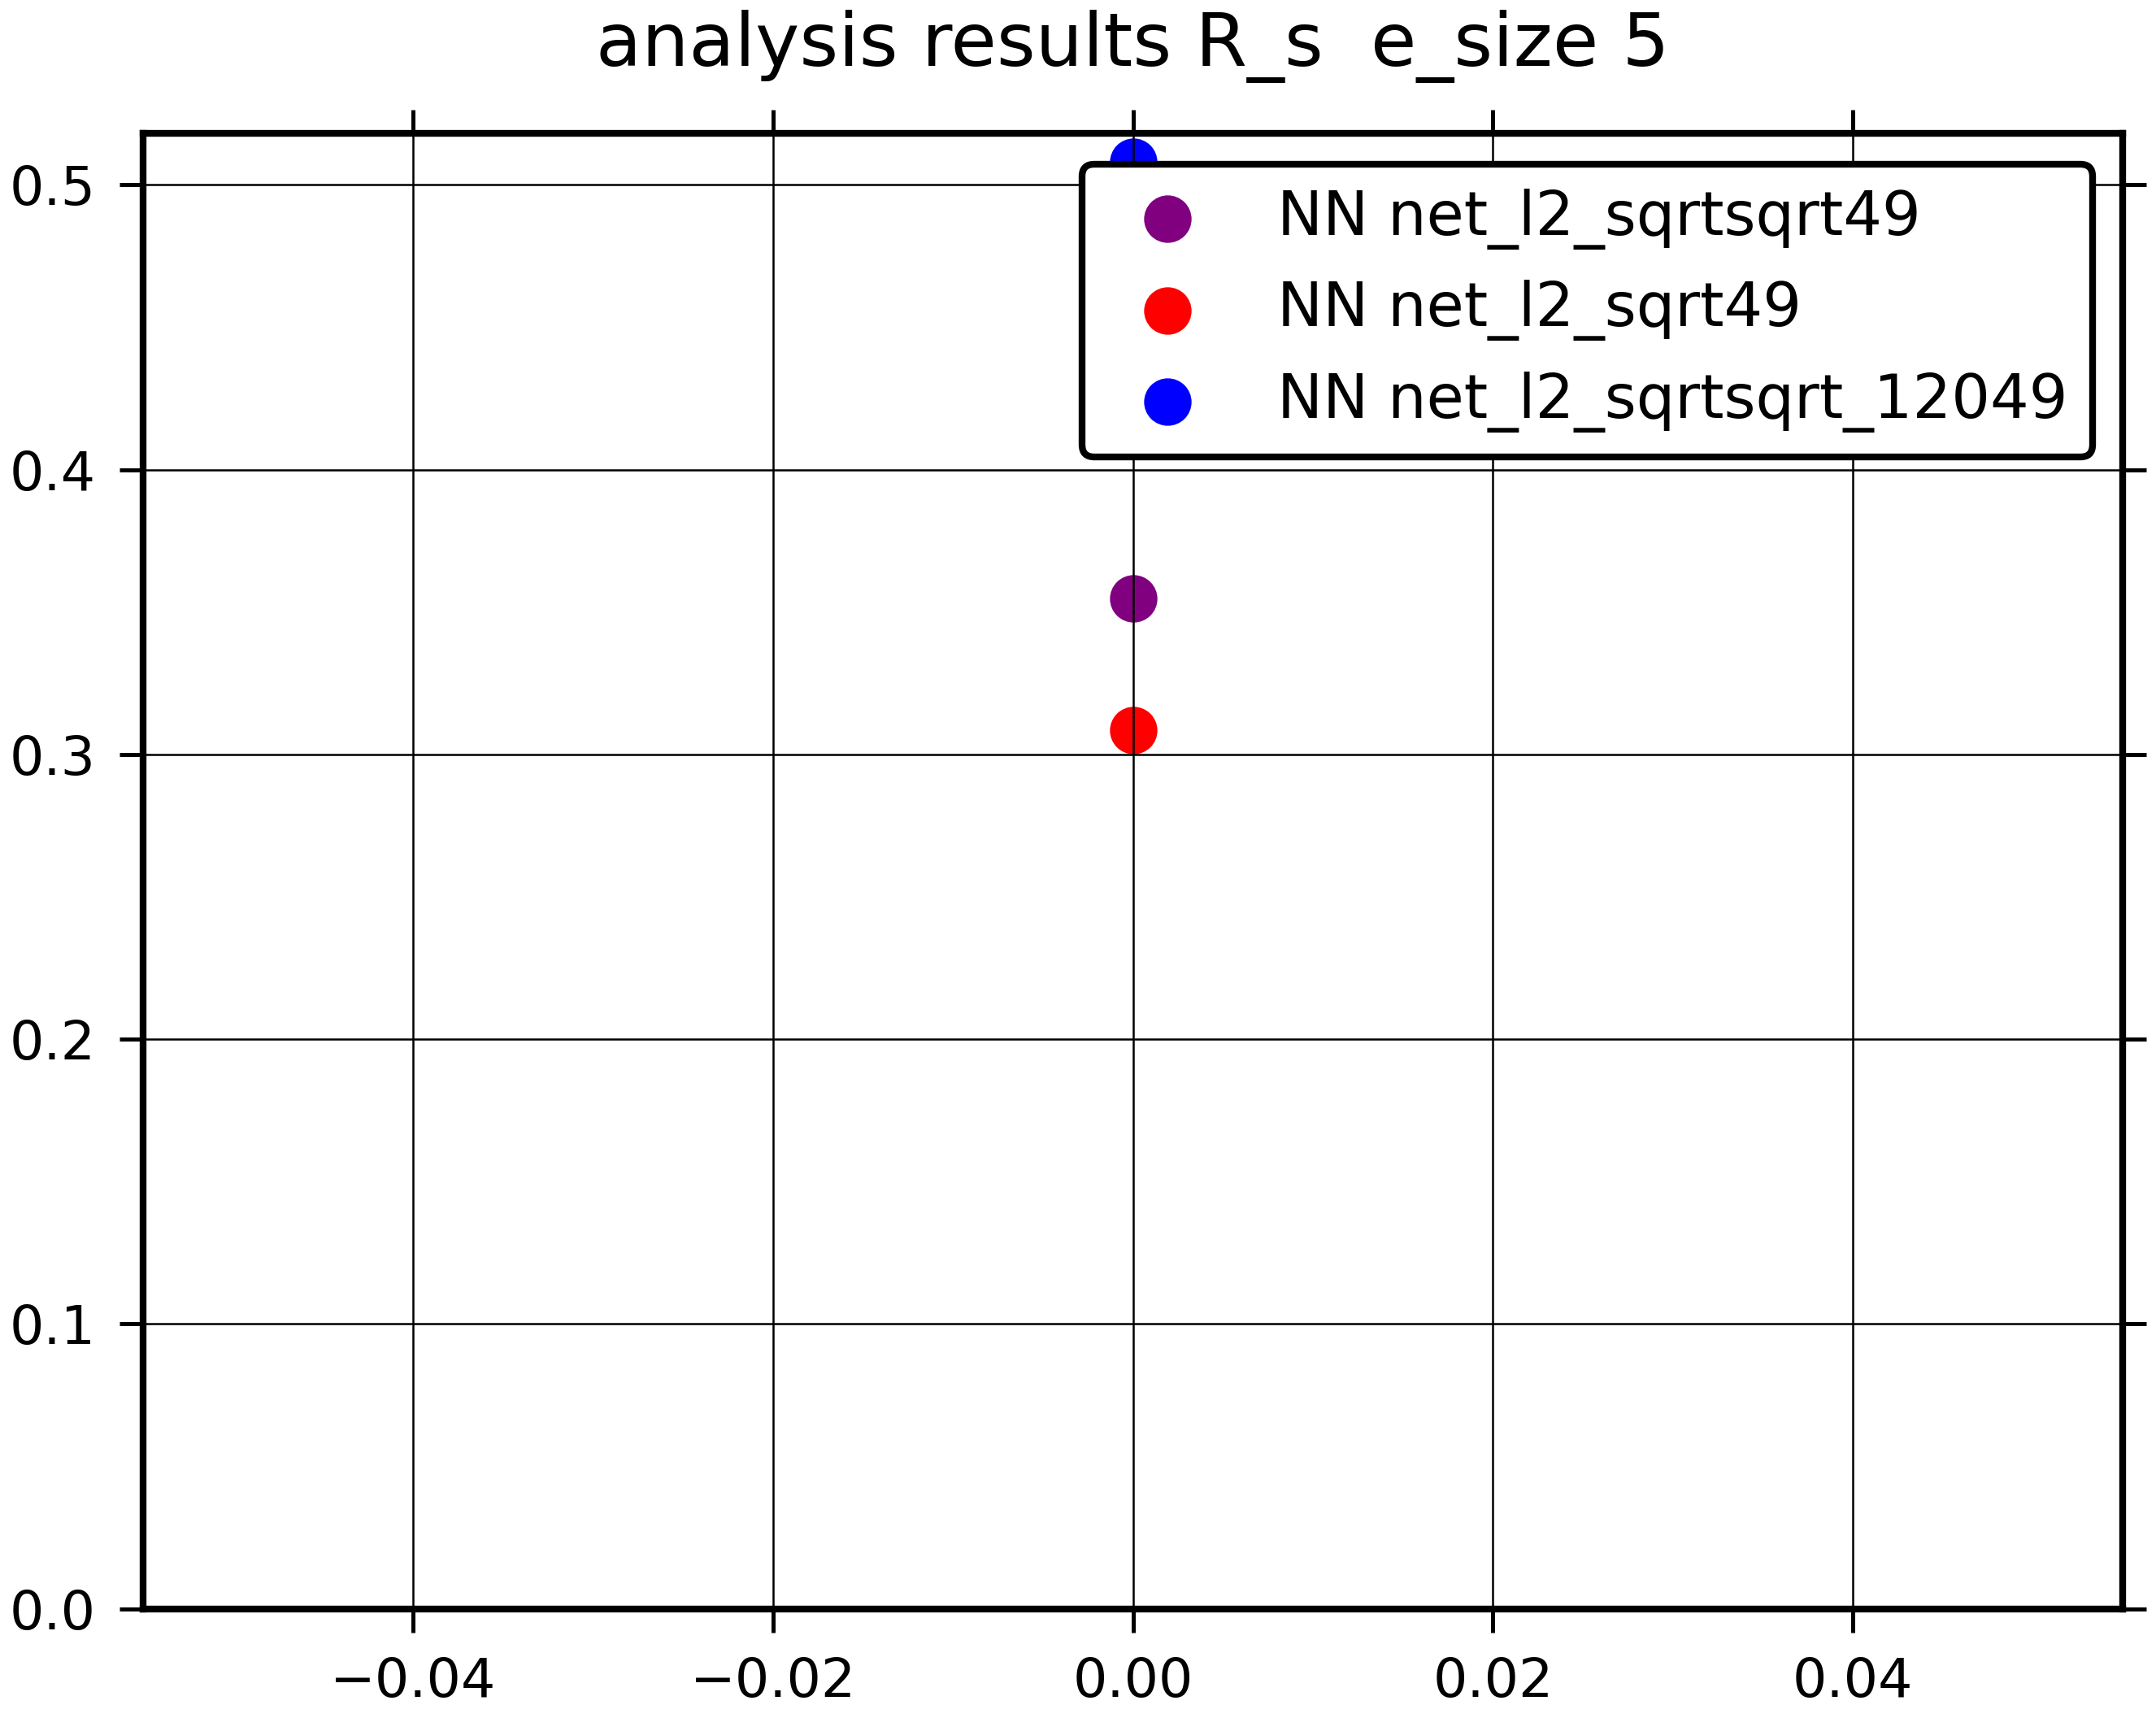 analysis results R_s  e_size 5
NN net_l2_sqrtsqrt49
NN net_l2_sqrt49
NN net_l2_sqrtsqrt_12049
0.5
0.4
0.3
0.2
0.1
0.0
−0.04 −0.02 0.00 0.02 0.04